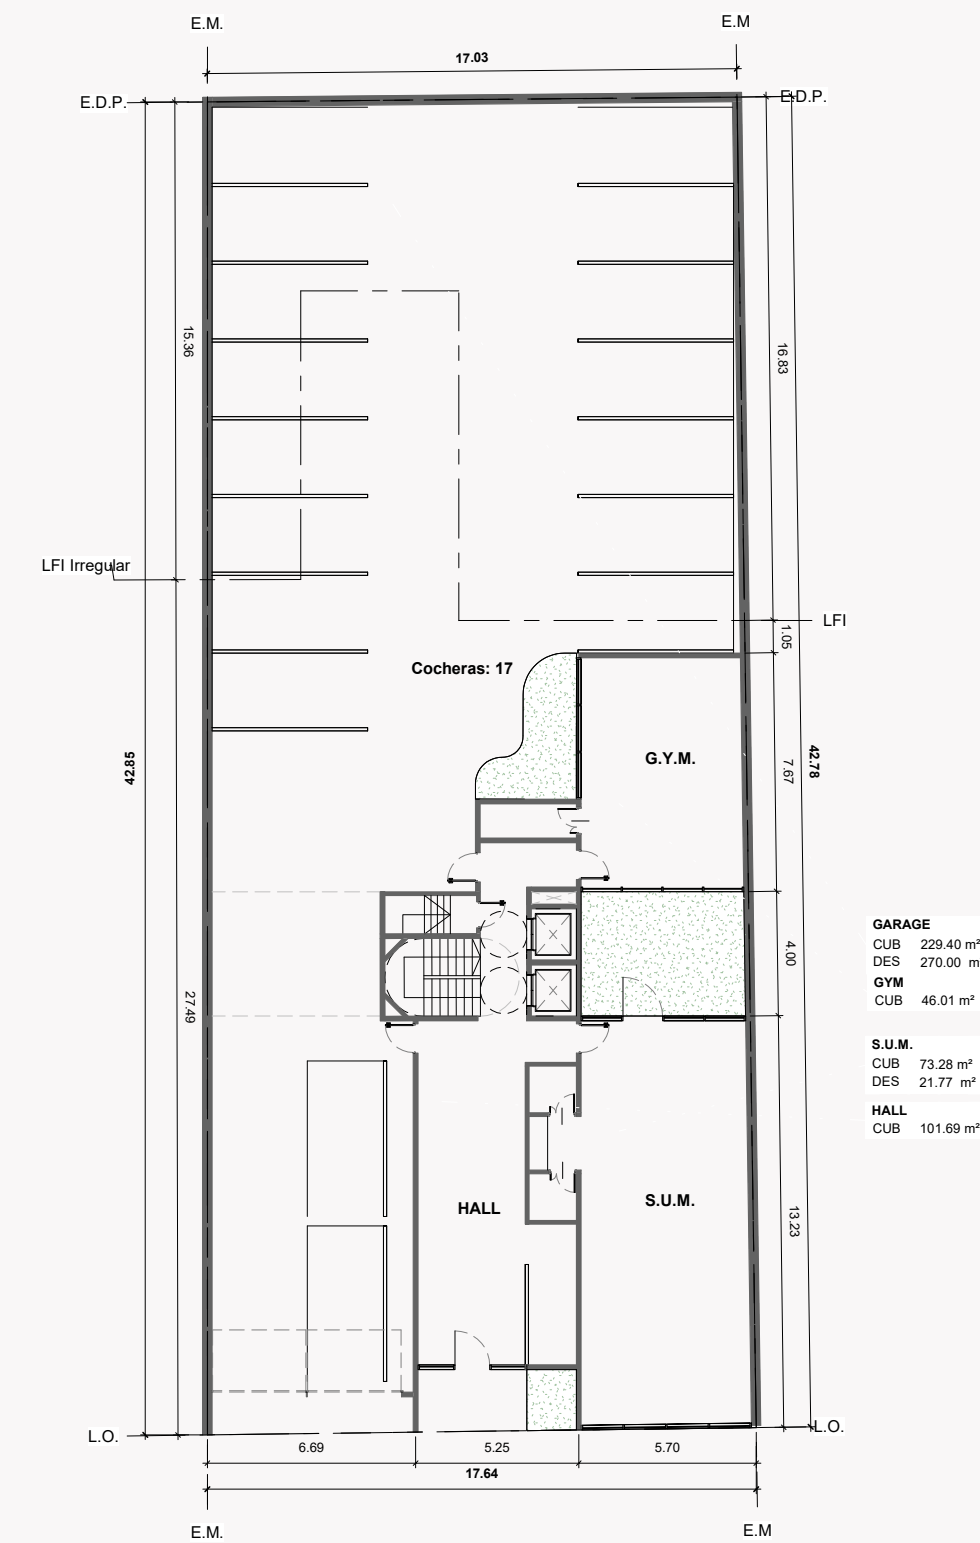 E.M.
E.M
17.03
E.D.P.
E.D.P.
15.36
16.83
LFI Irregular
LFI
1.05
Cocheras: 17
42.85
G.Y.M.
7.67
42.78
GARAGE
CUB 229.40 m²
DES 270.00 m
GYM
CUB 46.01 m²
4.00
27.49
S.U.M.
CUB 73.28 m²
DES 21.77 m²
HALL
CUB 101.69 m²
HALL
S.U.M.
13.23
L.O.
L.O.
6.69
5.25
5.70
17.64
E.M.
E.M